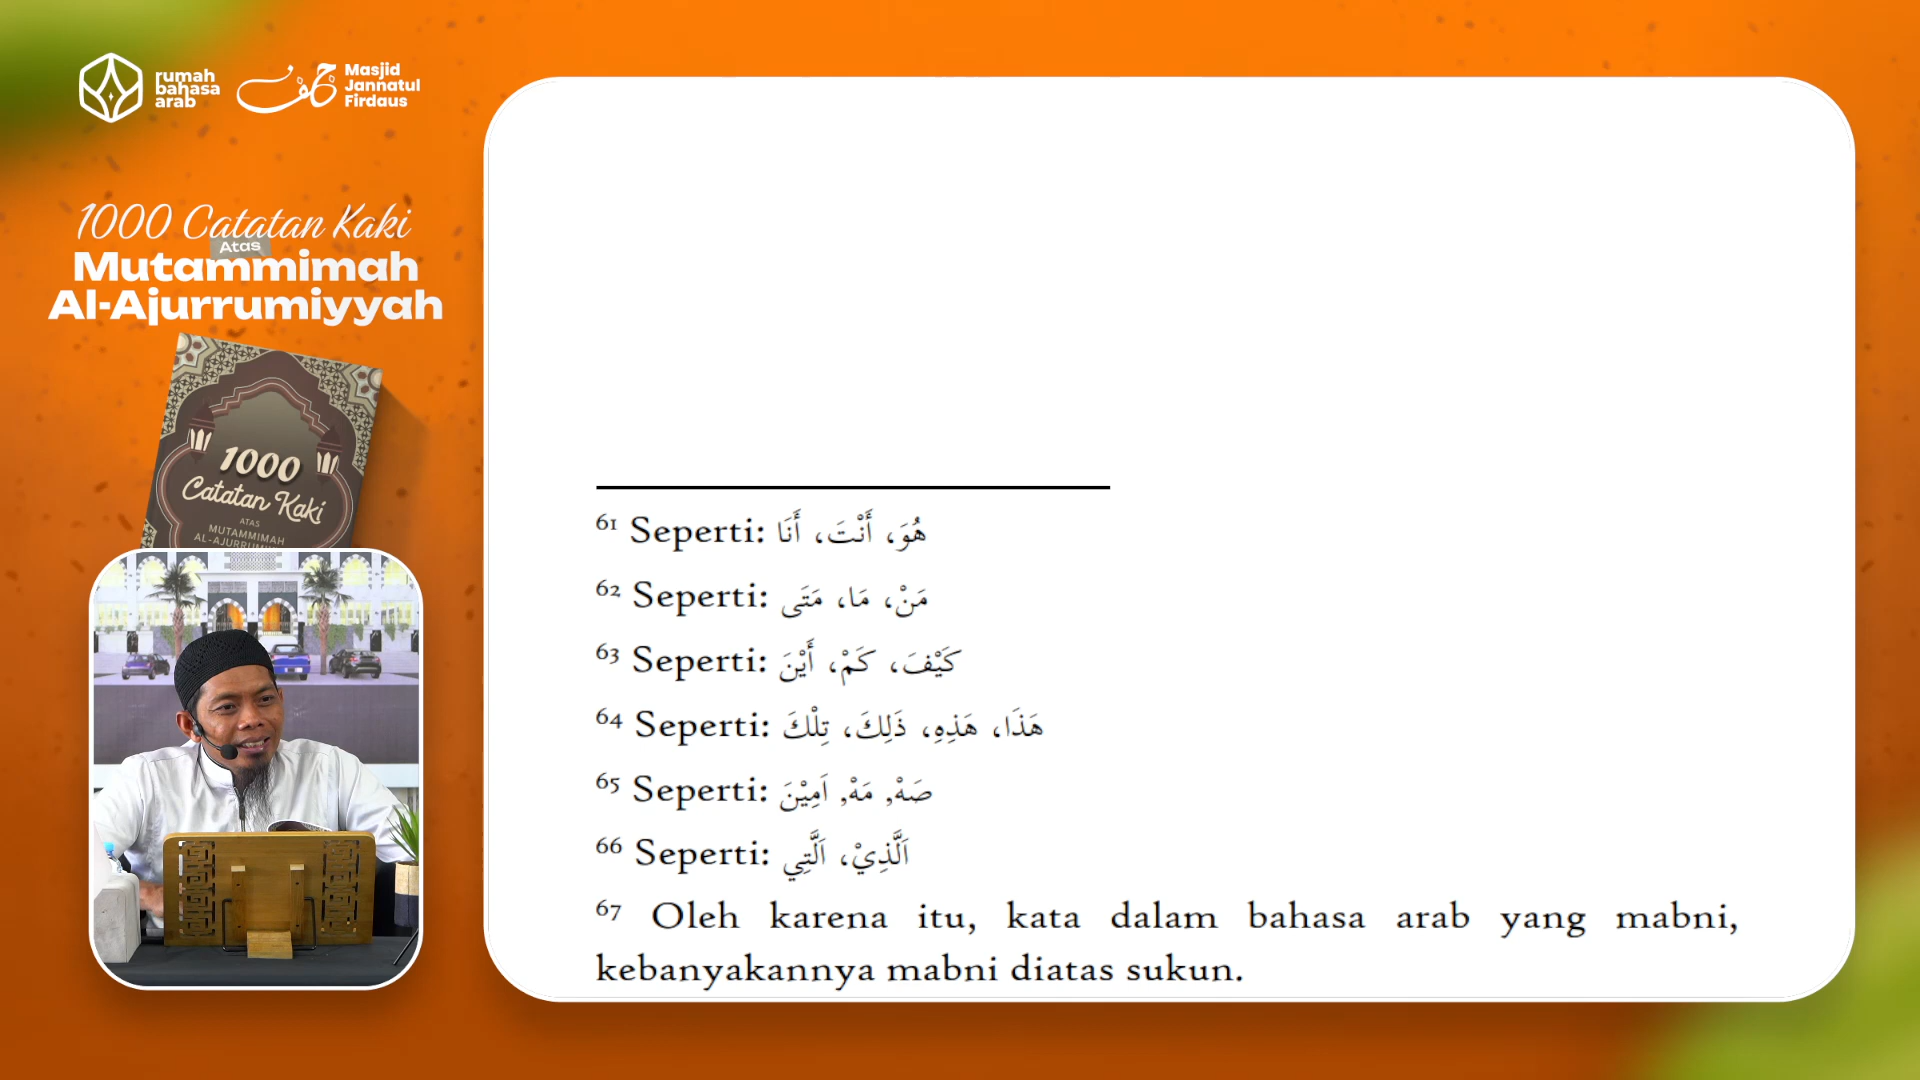 rumah
bahasa
arab
Masjid
Jannatul
Firdaus
1000 Catatan Kaki
Atas
Mutammimah
Al-Ajurrumiyyah
1000
Catatan Kaki
ATAS
MUTAMMIMAH
61 Seperti: هُوَ، أَنْتَ، أَنَا
62 Seperti: مَنْ، مَا، مَتَى
63 Seperti: كَيْفَ، كَمْ، أَيْنَ
64 Seperti: هَذَا، هَذِهِ، ذَلِكَ، تِلْكَ
65 Seperti: صَهْ, مَهْ, اَمِيْنَ
66 Seperti: اَلَّذِيْ، اَلَّتِي
67 Oleh karena itu, kata dalam bahasa arab yang mabni,
kebanyakannya mabni diatas sukun.